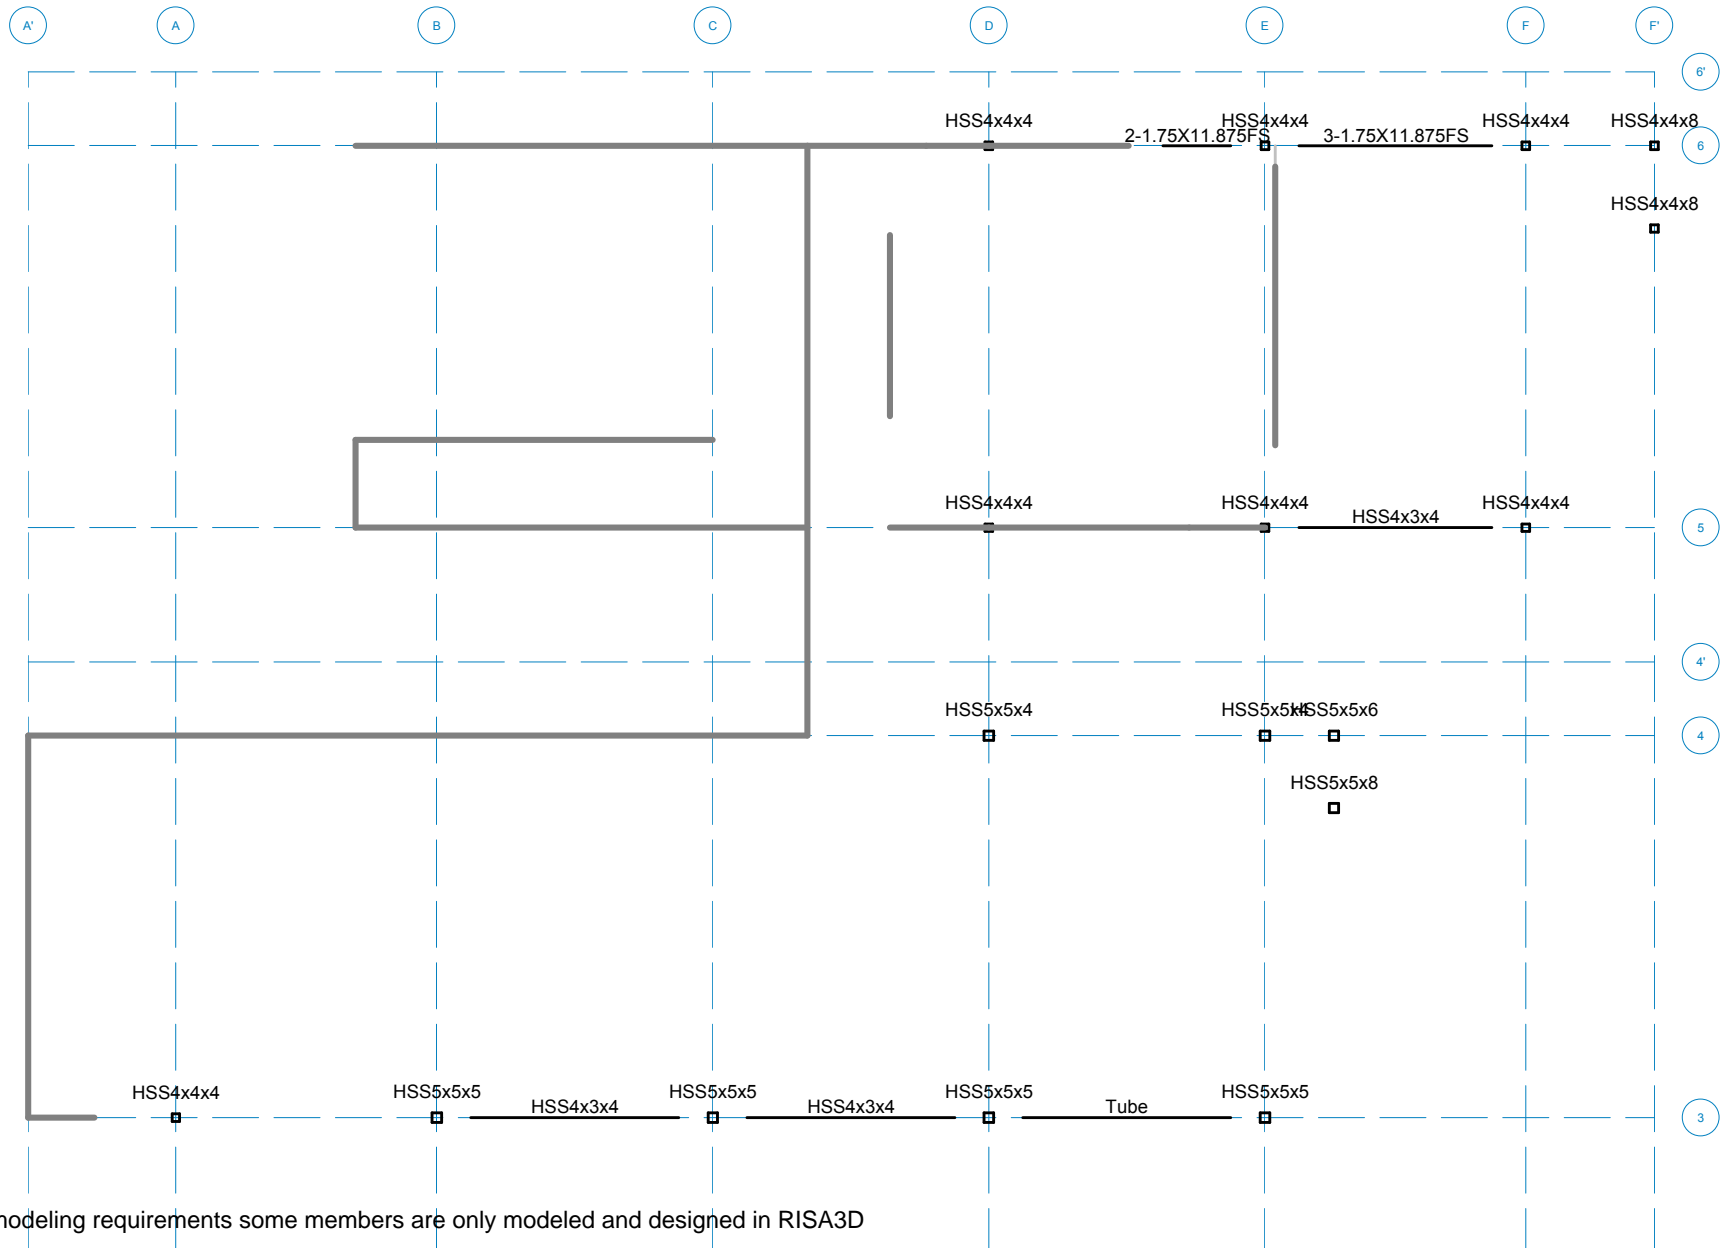 A' A B C D E F F'
6'
HSS4x4x4 HSS4x4x4 HSS4x4x4 HSS4x4x8
2-1.75X11.875FS 3-1.75X11.875FS
6
HSS4x4x8
HSS4x4x4 HSS4x4x4 HSS4x3x4 HSS4x4x4
5
4'
HSS5x5x4 HSS5x5x4 HSS5x5x6
4
HSS5x5x8
HSS4x4x4 HSS5x5x5 HSS5x5x5 HSS5x5x5 HSS5x5x5
HSS4x3x4 HSS4x3x4 Tube
3
modeling requirements some members are only modeled and designed in RISA3D